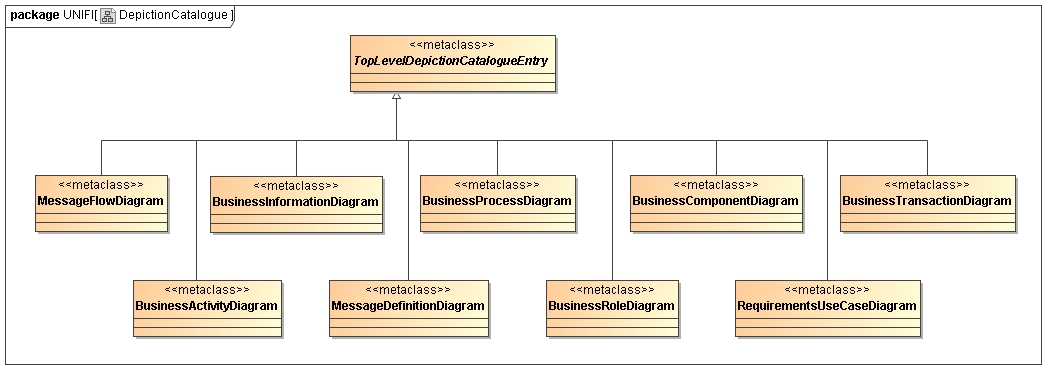 package UNIFI[ DepictionCatalogue ]
<<metaclass>>
TopLevelDepictionCatalogueEntry
<<metaclass>>
MessageFlowDiagram
<<metaclass>>
BusinessInformationDiagram
<<metaclass>>
BusinessProcessDiagram
<<metaclass>>
BusinessComponentDiagram
<<metaclass>>
BusinessTransactionDiagram
<<metaclass>>
BusinessActivityDiagram
<<metaclass>>
MessageDefinitionDiagram
<<metaclass>>
BusinessRoleDiagram
<<metaclass>>
RequirementsUseCaseDiagram